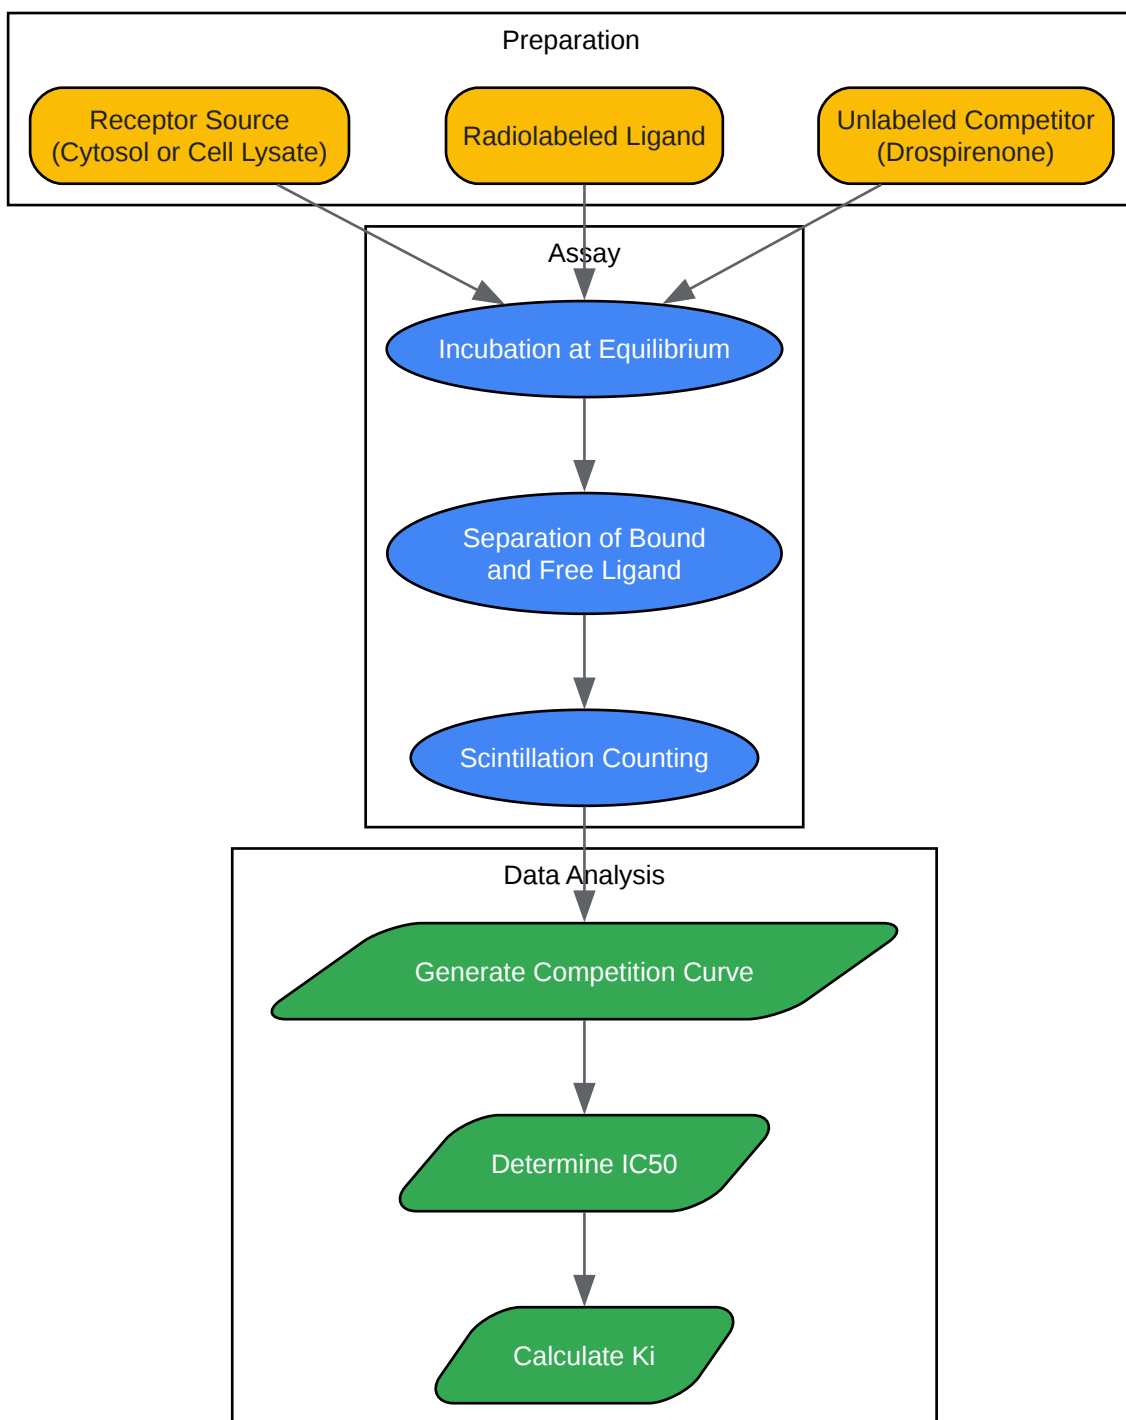 Preparation
Receptor Source
(Cytosol or Cell Lysate)
Radiolabeled Ligand
Unlabeled Competitor
(Drospirenone)
Assay
Incubation at Equilibrium
Separation of Bound
and Free Ligand
Scintillation Counting
Data Analysis
Generate Competition Curve
Determine IC50
Calculate Ki